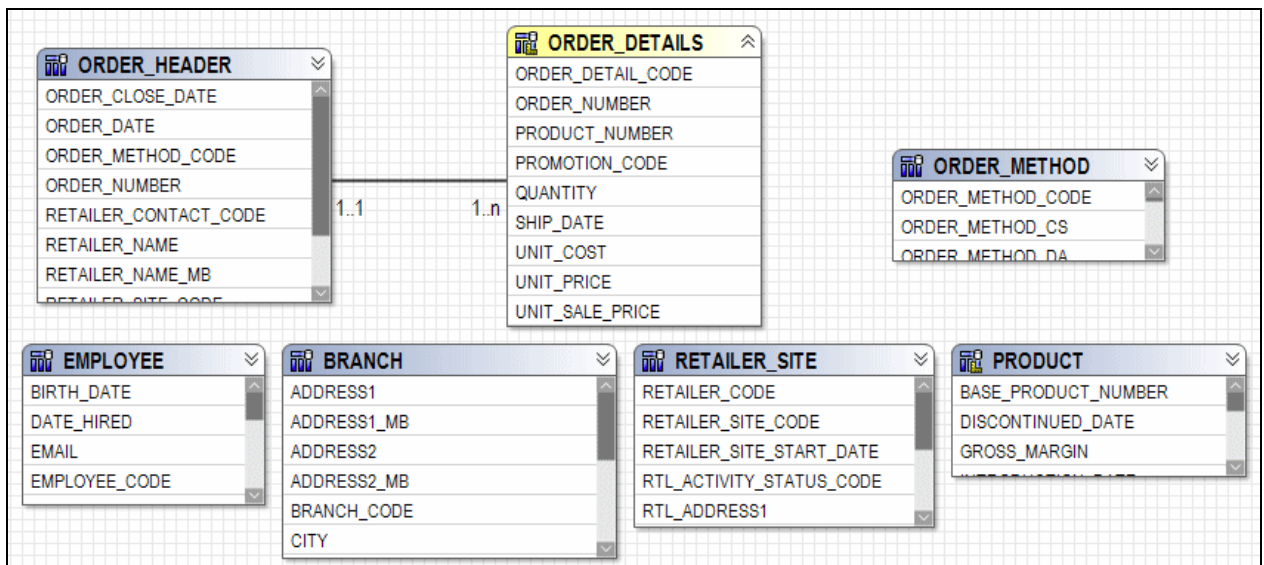 ORDER_HEADER
ORDER_CLOSE_DATE
ORDER_DATE
ORDER_METHOD_CODE
ORDER_NUMBER
RETAILER_CONTACT_CODE
RETAILER_NAME
RETAILER_NAME_MB
RETAILER_SITE_CODE
1..1
1..n
ORDER_DETAILS
ORDER_DETAIL_CODE
ORDER_NUMBER
PRODUCT_NUMBER
PROMOTION_CODE
QUANTITY
SHIP_DATE
UNIT_COST
UNIT_PRICE
UNIT_SALE_PRICE
ORDER_METHOD
ORDER_METHOD_CODE
ORDER_METHOD_CS
ORDER_METHOD_DA
EMPLOYEE
BIRTH_DATE
DATE_HIRED
EMAIL
EMPLOYEE_CODE
BRANCH
ADDRESS1
ADDRESS1_MB
ADDRESS2
ADDRESS2_MB
BRANCH_CODE
CITY
RETAILER_SITE
RETAILER_CODE
RETAILER_SITE_CODE
RETAILER_SITE_START_DATE
RTL_ACTIVITY_STATUS_CODE
RTL_ADDRESS1
PRODUCT
BASE_PRODUCT_NUMBER
DISCONTINUED_DATE
GROSS_MARGIN